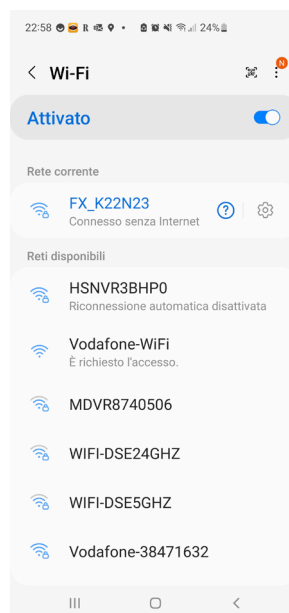 22:58 R 24%
Wi-Fi N
Attivato
Rete corrente
FX_K22N23
Connesso senza Internet ?
Reti disponibili
HSNVR3BHP0
Riconnessione automatica disattivata
Vodafone-WiFi
È richiesto l'accesso.
MDVR8740506
WIFI-DSE24GHZ
WIFI-DSE5GHZ
Vodafone-38471632